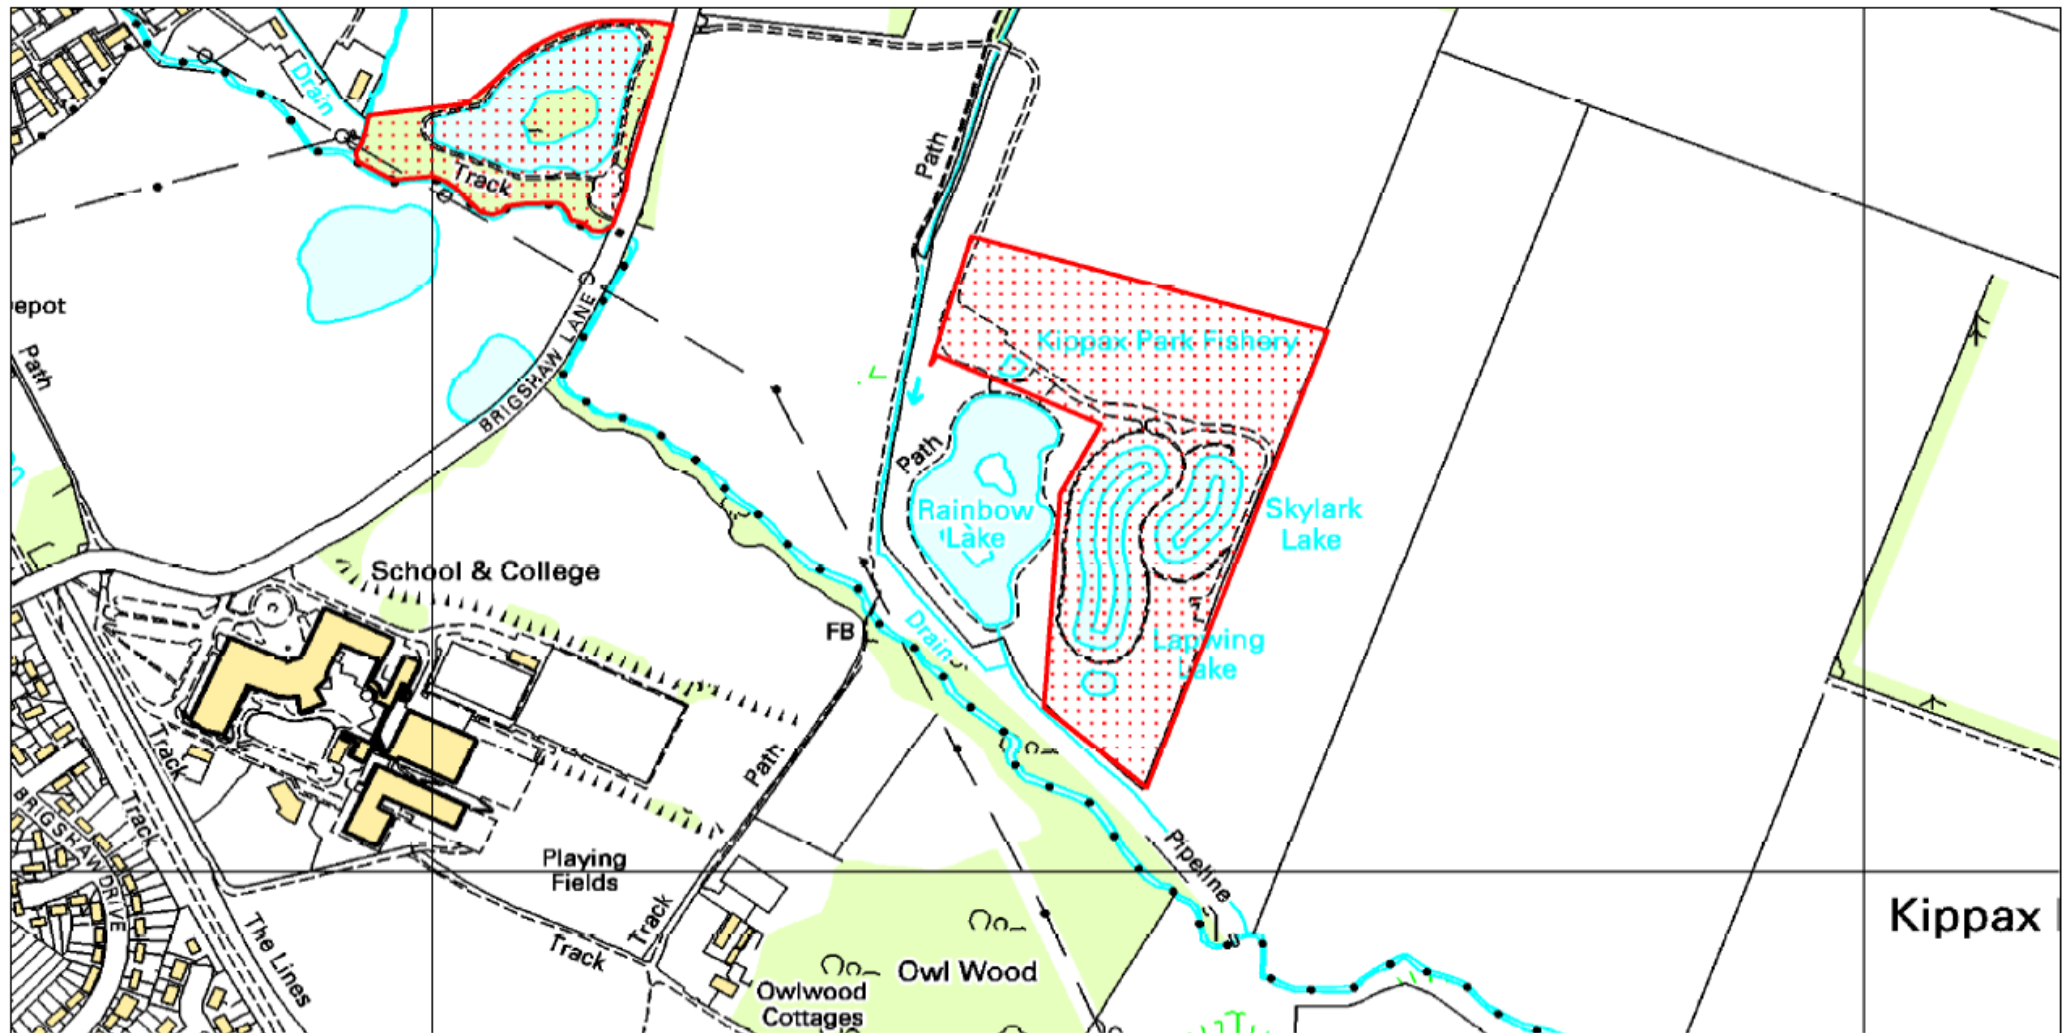 Drain
Track
Path
Kippax Park Fishery
BRIGSHAW LANE
epot
Path
Path
Rainbow
Lake
Skylark
Lake
School & College
FB
Drain
Lapwing
Lake
Path
Track
Track
BRIGSHAW DRIVE
Pipeline
Playing
Fields
Track
Track
The Lines
Kippax
Owl Wood
Owlwood
Cottages